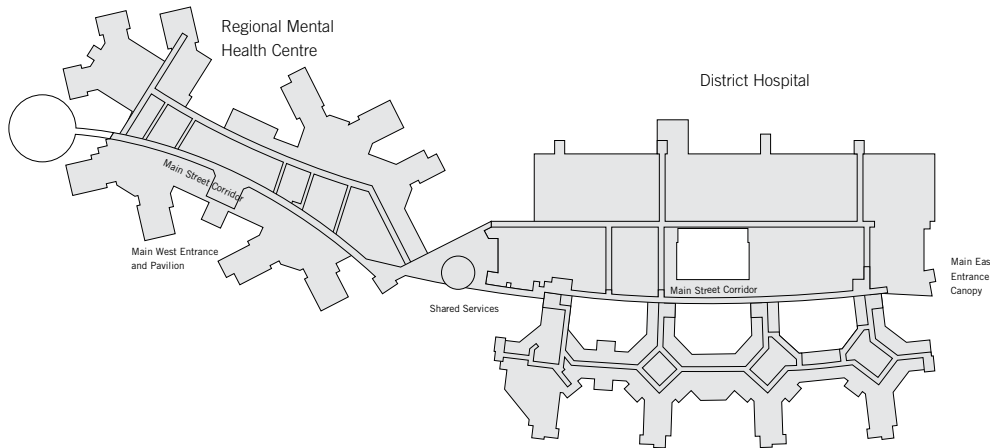 Regional Mental
Health Centre
District Hospital
Main Street Corridor
Main West Entrance
and Pavilion
Shared Services
Main Street Corridor
Main Eas
Entrance
Canopy